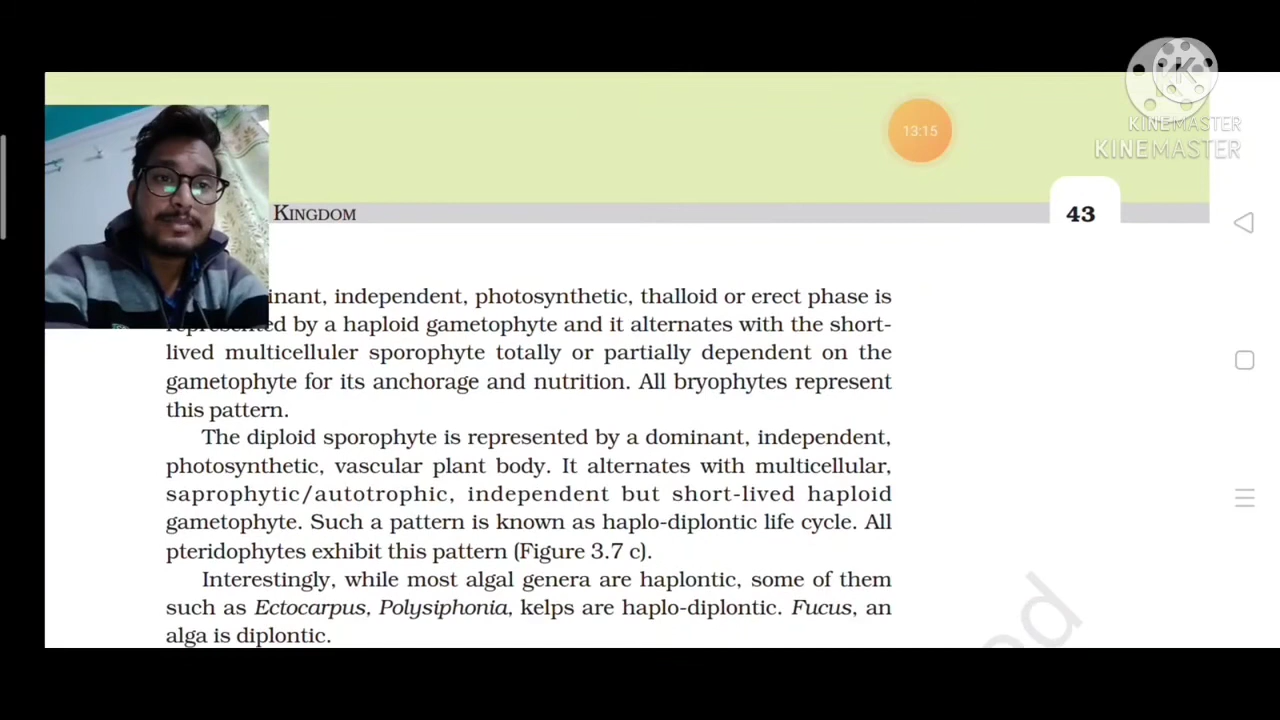 KINEMASTER
KINEMASTER
13:15
KINGDOM
43
inant, independent, photosynthetic, thalloid or erect phase is
represented by a haploid gametophyte and it alternates with the short-
lived multicelluler sporophyte totally or partially dependent on the
gametophyte for its anchorage and nutrition. All bryophytes represent
this pattern.
The diploid sporophyte is represented by a dominant, independent,
photosynthetic, vascular plant body. It alternates with multicellular,
saprophytic/autotrophic, independent but short-lived haploid
gametophyte. Such a pattern is known as haplo-diplontic life cycle. All
pteridophytes exhibit this pattern (Figure 3.7 c).
Interestingly, while most algal genera are haplontic, some of them
such as Ectocarpus, Polysiphonia, kelps are haplo-diplontic. Fucus, an
alga is diplontic.